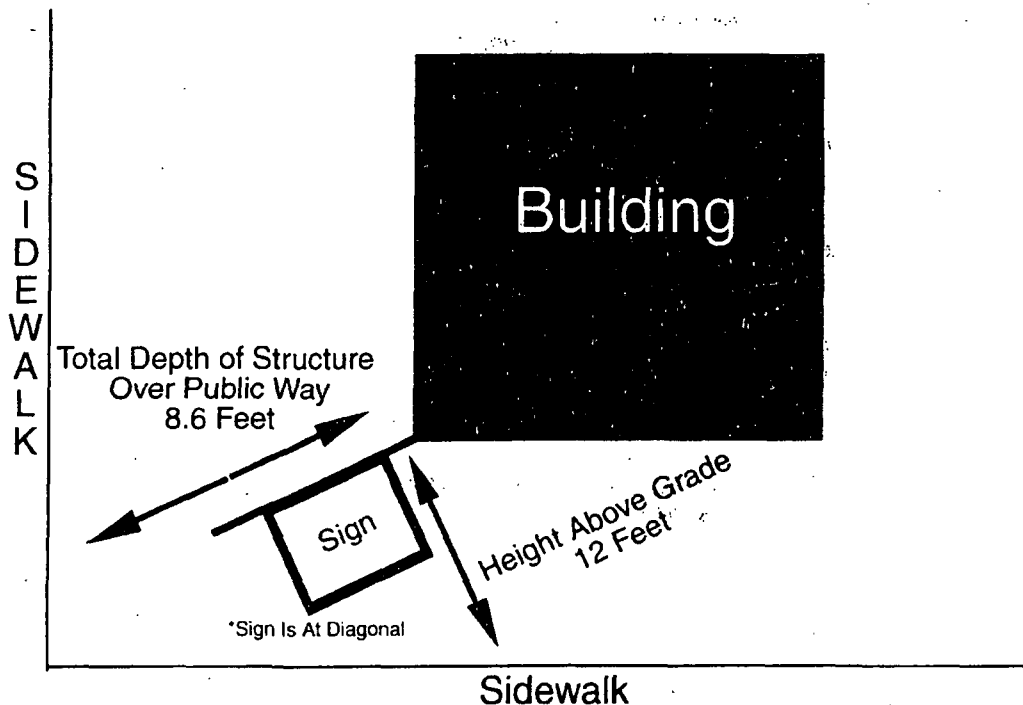 Building
SIDEWALK
Total Depth of Structure
Over Public Way
8.6 Feet
Sign
Height Above Grade
12 Feet
*Sign Is At Diagonal
Sidewalk